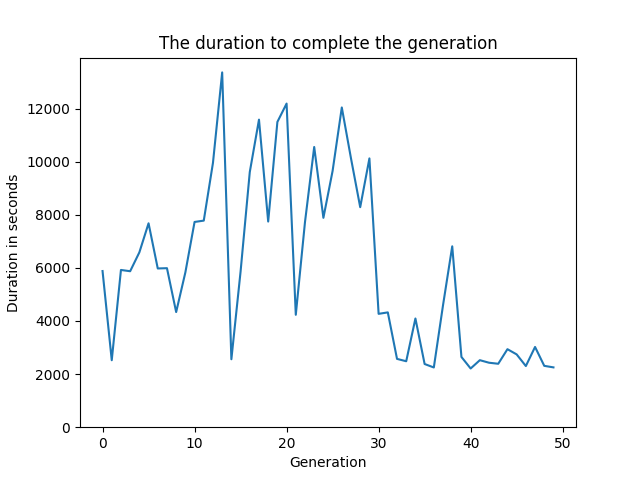 The duration to complete the generation
12000
10000
8000
6000
4000
2000
0
Duration in seconds
0 10 20 30 40 50
Generation